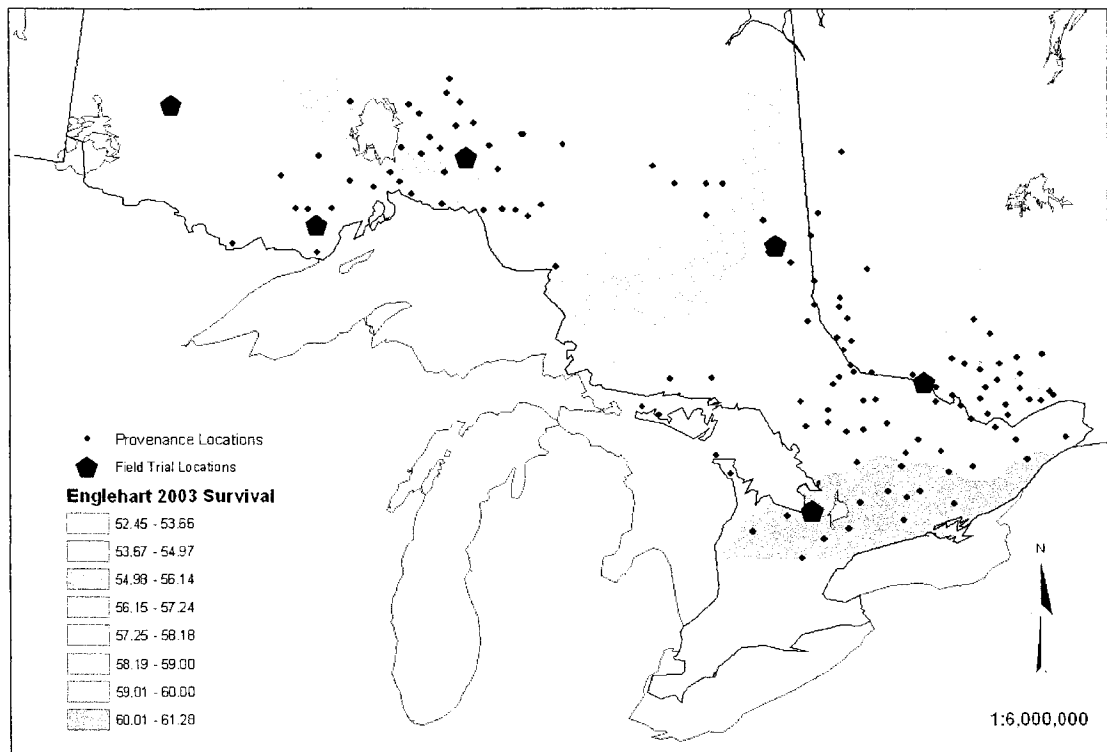 Provenance Locations
Field Trial Locations
Englehart 2003 Survival
52.45 - 53.66
53.67 - 54.97
54.98 - 56.14
56.15 - 57.24
57.25 - 58.18
58.19 - 59.00
59.01 - 60.00
60.01 - 61.28
N
1:6,000,000